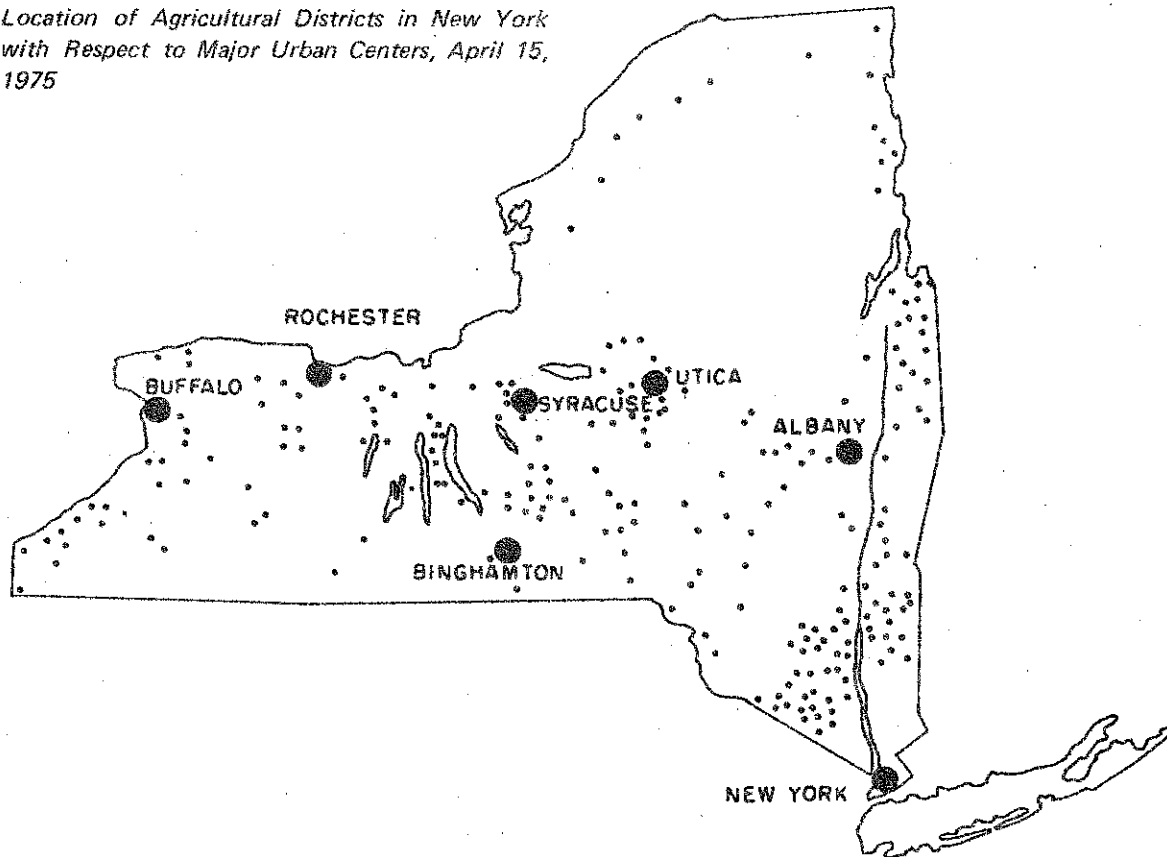 Location of Agricultural Districts in New York
with Respect to Major Urban Centers, April 15,
1975
ROCHESTER
BUFFALO
UTICA
SYRACUSE
ALBANY
BINGHAMTON
NEW YORK